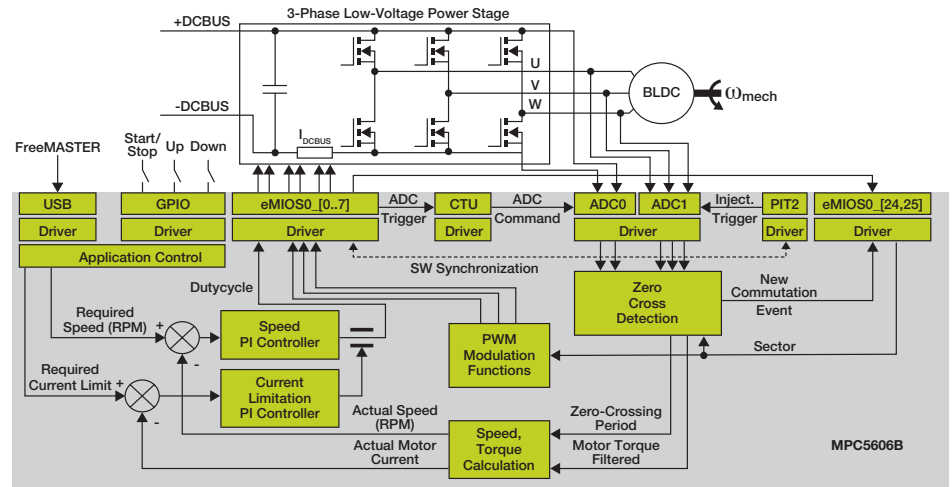 3-Phase Low-Voltage Power Stage
+DCBUS
U
V
W
BLDC
ωmech
-DCBUS
IDCBUS
FreeMASTER
Start/
Stop
Up
Down
USB
GPIO
eMIOS0_[0..7]
ADC
Trigger
CTU
ADC
Command
ADC0
ADC1
Inject.
Trigger
PIT2
eMIOS0_[24,25]
Driver
Driver
Driver
Driver
Driver
Driver
Driver
Application Control
SW Synchronization
Dutycycle
Required
Speed (RPM)
+
-
Speed
PI Controller
Zero
Cross
Detection
New
Commutation
Event
PWM
Modulation
Functions
Sector
Required
Current Limit
+
-
Current
Limitation
PI Controller
Actual Speed
(RPM)
Actual Motor
Current
Speed,
Torque
Calculation
Zero-Crossing
Period
Motor Torque
Filtered
MPC5606B